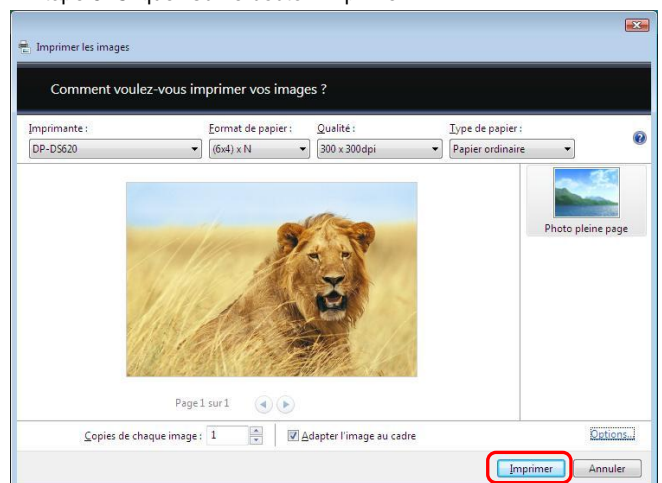 Imprimer les images
Comment voulez-vous imprimer vos images ?
Imprimante : Format de papier : Qualité : Type de papier :
DP-DS620 (6x4) x N 300 x 300dpi Papier ordinaire
Photo pleine page
Page 1 sur 1
Copies de chaque image : 1 Adapter l'image au cadre Options...
Imprimer Annuler